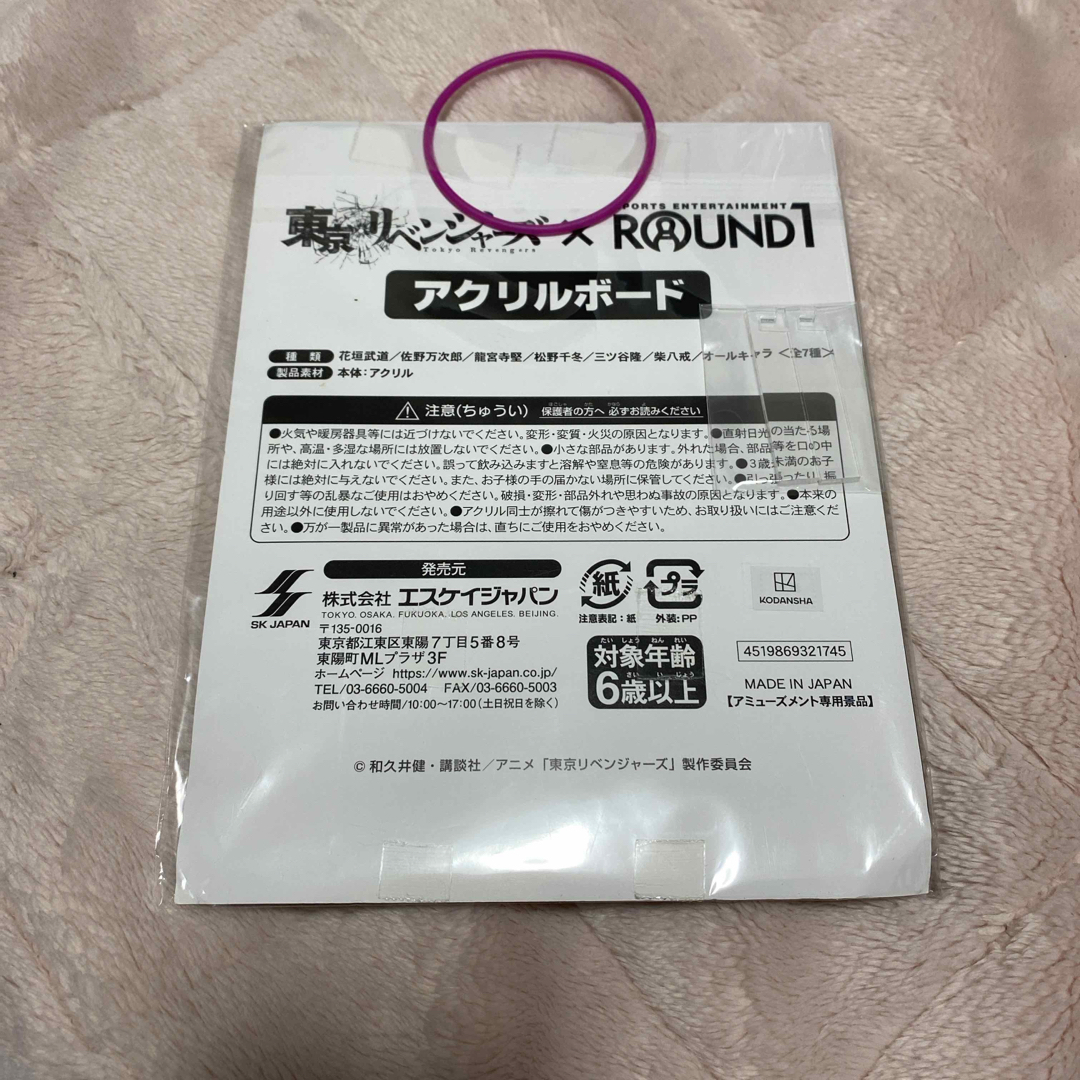 東京リベンジャーズ × SPORTS ENTERTAINMENT ROUND1
Tokyo Revengers
アクリルボード
種類 花垣武道／佐野万次郎／龍宮寺堅／松野千冬／三ツ谷隆／柴八戒／オールキャラ ＜全7種＞
製品素材 本体：アクリル
注意(ちゅうい) 保護者の方へ 必ずお読みください
●火気や暖房器具等には近づけないでください。変形・変質・火災の原因となります。●直射日光の当たる場
所や、高温・多湿な場所には放置しないでください。●小さな部品があります。外れた場合、部品等を口の中
には絶対に入れないでください。誤って飲み込みますと溶解や窒息等の危険があります。●3歳未満のお子
様には絶対に与えないでください。また、お子様の手の届かない場所に保管してください。●引っ張ったり、振
り回す等の乱暴なご使用はおやめください。破損・変形・部品外れや思わぬ事故の原因となります。●本来の
用途以外に使用しないでください。●アクリル同士が擦れて傷がつきやすいため、お取り扱いにはご注意くだ
さい。●万が一製品に異常があった場合は、直ちにご使用をおやめください。
発売元
SK JAPAN
株式会社 エスケイジャパン
TOKYO. OSAKA. FUKUOKA. LOS ANGELES. BEIJING.
〒135-0016
東京都江東区東陽7丁目5番8号
東陽町MLプラザ3F
ホームページ https://www.sk-japan.co.jp/
TEL/03-6660-5004 FAX/03-6660-5003
お問い合わせ時間/10:00〜17:00(土日祝日を除く)
紙
注意表記：紙
プラ
外装：PP
対象年齢
たいしょうねんれい
6歳以上
さいいじょう
KODANSHA
4519869321745
MADE IN JAPAN
【アミューズメント専用景品】
© 和久井健・講談社／アニメ「東京リベンジャーズ」製作委員会